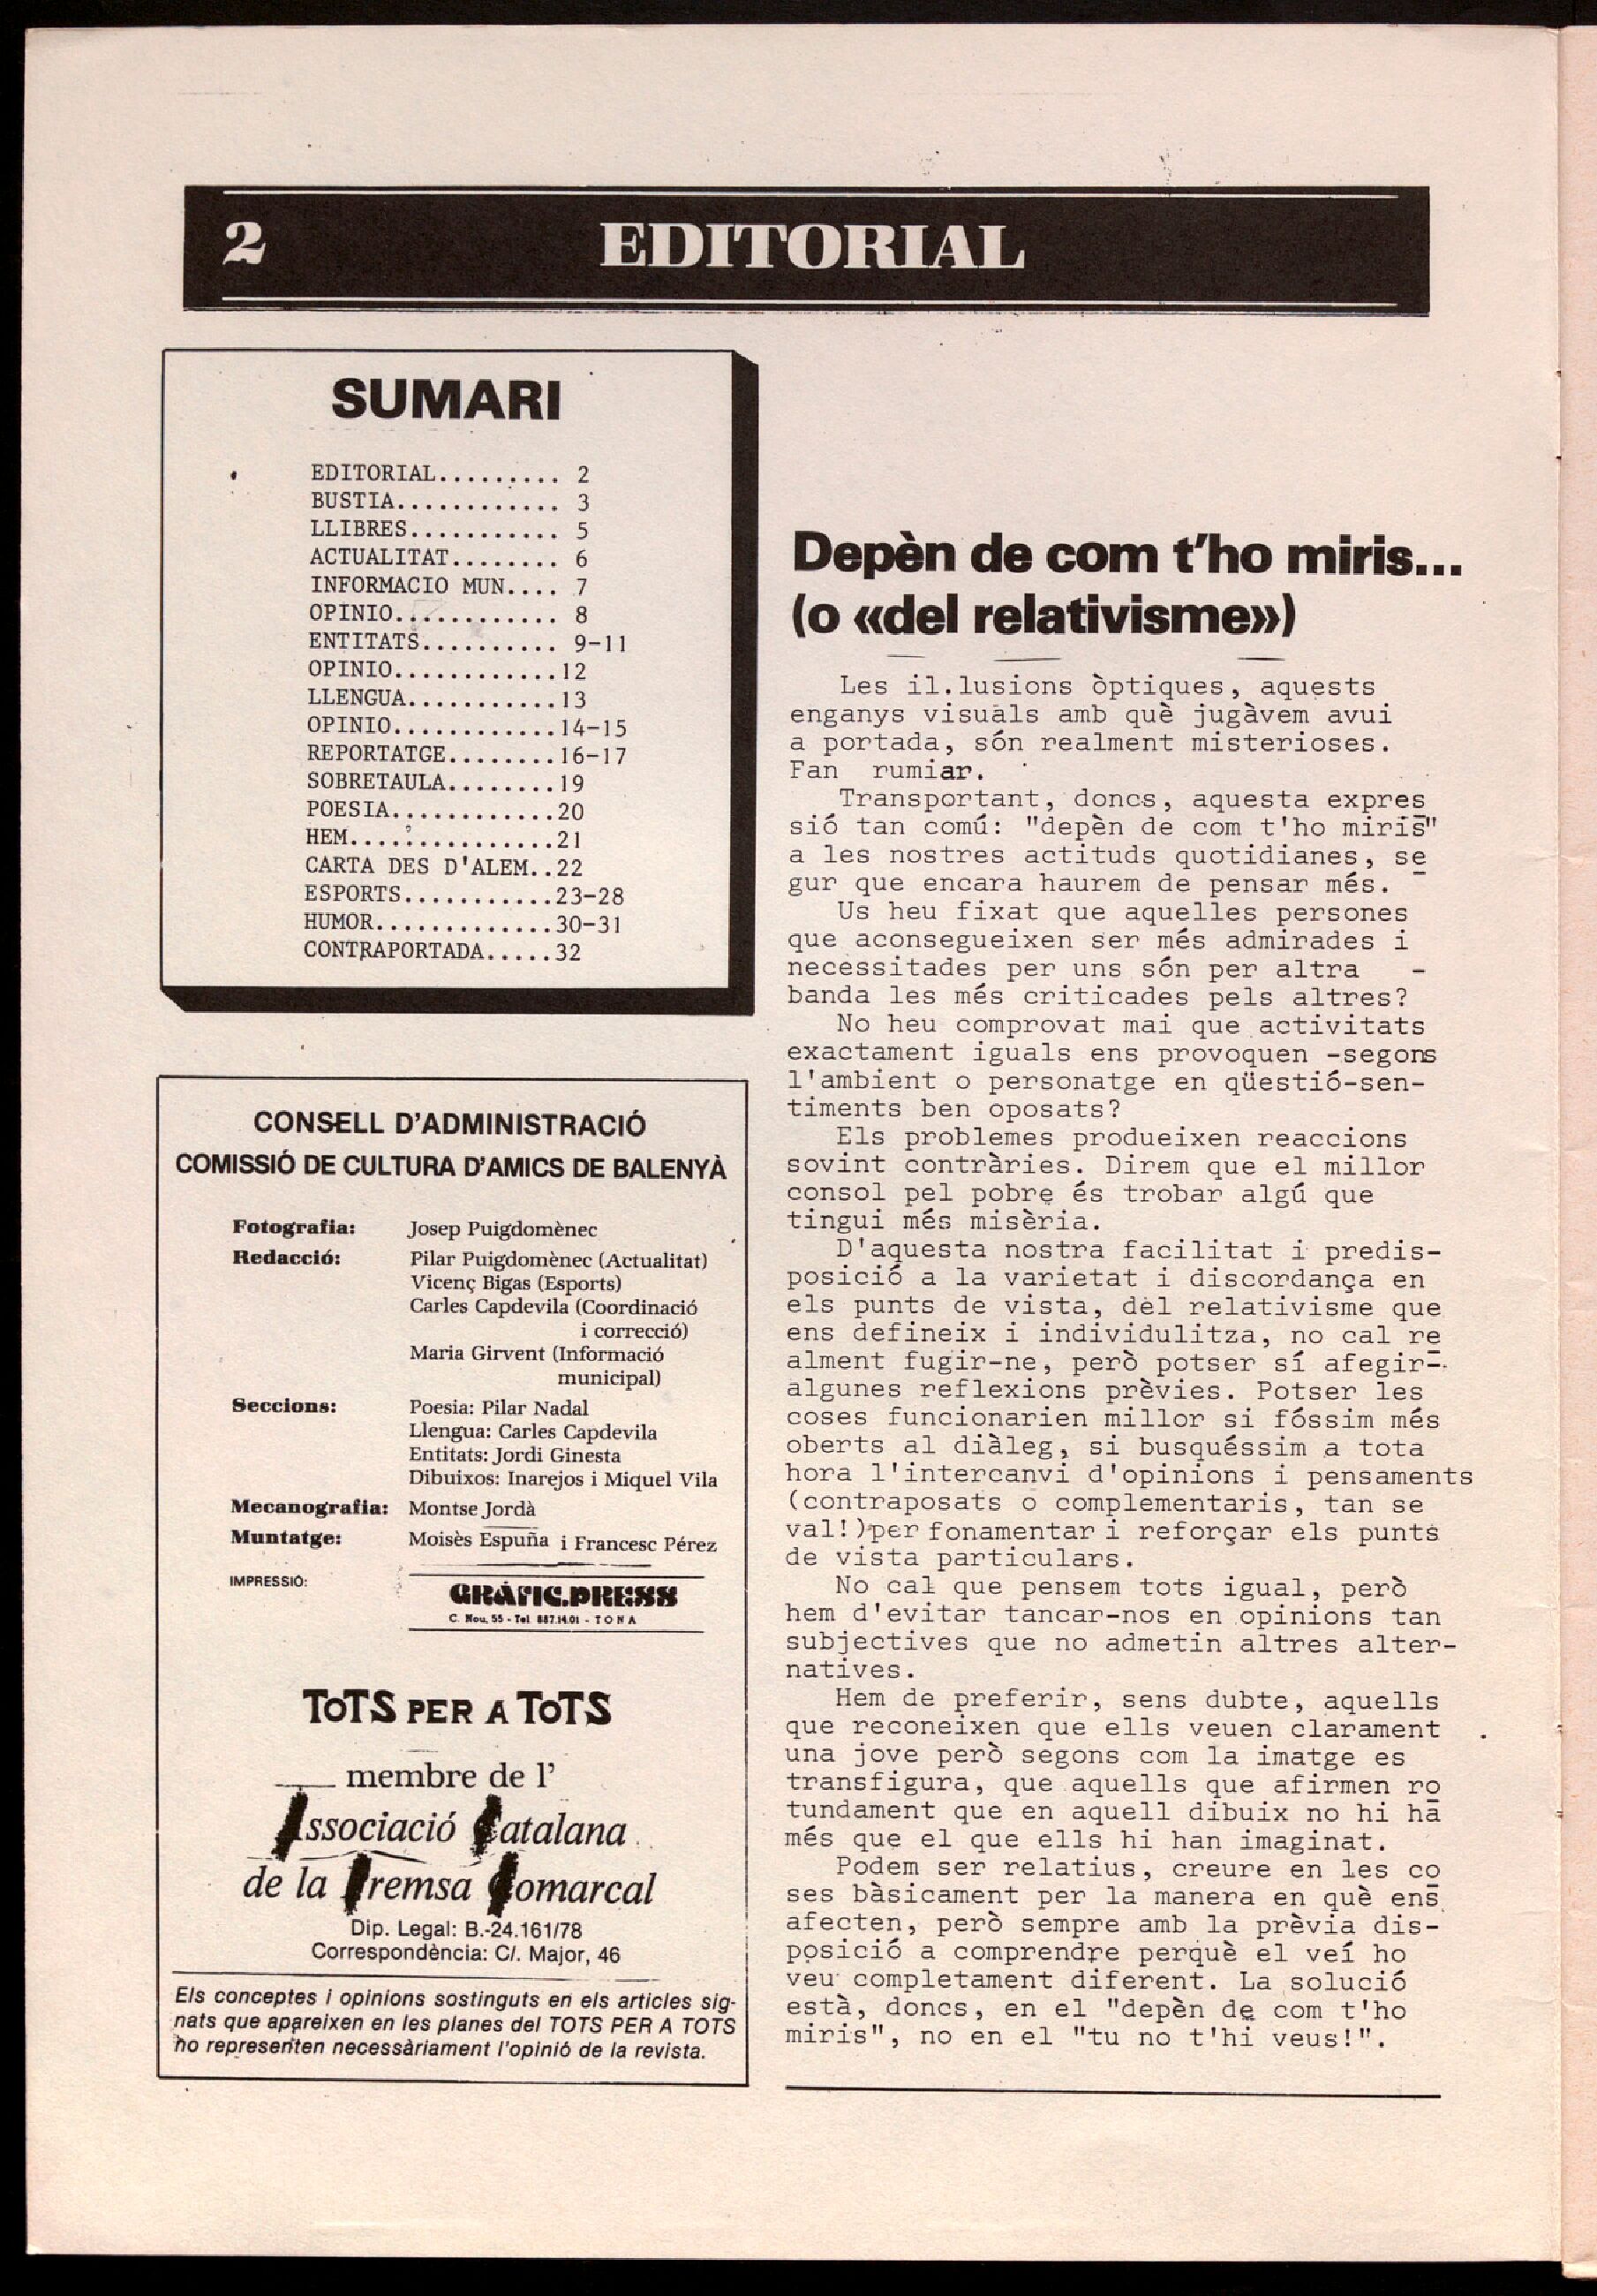 2
EDITORIAL
SUMARI
EDITORIAL......... 2
BUSTIA............ 3
LLIBRES........... 5
ACTUALITAT........ 6
INFORMACIO MUN.... 7
OPINIO............ 8
ENTITATS.......... 9-11
OPINIO............12
LLENGUA...........13
OPINIO............14-15
REPORTATGE........16-17
SOBRETAULA........19
POESIA............20
HEM...............21
CARTA DES D'ALEM..22
ESPORTS...........23-28
HUMOR.............30-31
CONTRAPORTADA.....32
CONSELL D'ADMINISTRACIÓ
COMISSIÓ DE CULTURA D'AMICS DE BALENYÀ
Fotografia: Josep Puigdomènec
Redacció: Pilar Puigdomènec (Actualitat)
Vicenç Bigas (Esports)
Carles Capdevila (Coordinació
i correcció)
Maria Girvent (Informació
municipal)
Seccions: Poesia: Pilar Nadal
Llengua: Carles Capdevila
Entitats: Jordi Ginesta
Dibuixos: Inarejos i Miquel Vila
Mecanografia: Montse Jordà
Muntatge: Moisès Espuña i Francesc Pérez
IMPRESSIÓ: GRÀFIC.PRESS
C. Nou, 55 - Tel. 887.14.01 - TONA
ToTS PER A ToTS
membre de l'
Associació Catalana
de la Premsa Comarcal
Dip. Legal: B.-24.161/78
Correspondència: C/. Major, 46
Els conceptes i opinions sostinguts en els articles sig-
nats que apareixen en les planes del TOTS PER A TOTS
no representen necessàriament l'opinió de la revista.
Depèn de com t'ho miris...
(o «del relativisme»)
Les il.lusions òptiques, aquests
enganys visuals amb què jugàvem avui
a portada, són realment misterioses.
Fan rumiar.
Transportant, doncs, aquesta expres
sió tan comú: "depèn de com t'ho miris"
a les nostres actituds quotidianes, se
gur que encara haurem de pensar més.
Us heu fixat que aquelles persones
que aconsegueixen ser més admirades i
necessitades per uns són per altra -
banda les més criticades pels altres?
No heu comprovat mai que activitats
exactament iguals ens provoquen -segons
l'ambient o personatge en qüestió-sen-
timents ben oposats?
Els problemes produeixen reaccions
sovint contràries. Direm que el millor
consol pel pobre és trobar algú que
tingui més misèria.
D'aquesta nostra facilitat i predis-
posició a la varietat i discordança en
els punts de vista, del relativisme que
ens defineix i individulitza, no cal re
alment fugir-ne, però potser sí afegir-
algunes reflexions prèvies. Potser les
coses funcionarien millor si fóssim més
oberts al diàleg, si busquéssim a tota
hora l'intercanvi d'opinions i pensaments
(contraposats o complementaris, tan se
val!)per fonamentar i reforçar els punts
de vista particulars.
No cal que pensem tots igual, però
hem d'evitar tancar-nos en opinions tan
subjectives que no admetin altres alter-
natives.
Hem de preferir, sens dubte, aquells
que reconeixen que ells veuen clarament
una jove però segons com la imatge es
transfigura, que aquells que afirmen ro
tundament que en aquell dibuix no hi ha
més que el que ells hi han imaginat.
Podem ser relatius, creure en les co
ses bàsicament per la manera en què ens
afecten, però sempre amb la prèvia dis-
posició a comprendre perquè el veí ho
veu completament diferent. La solució
està, doncs, en el "depèn de com t'ho
miris", no en el "tu no t'hi veus!".